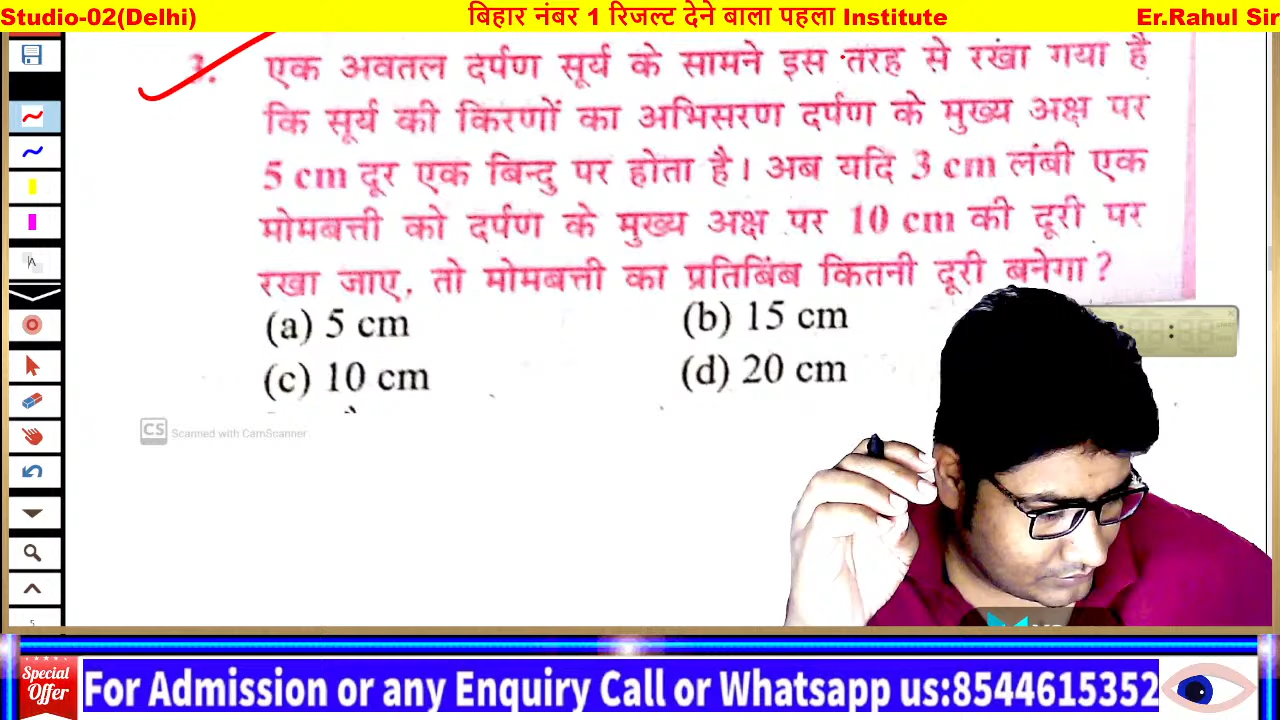 Studio-02(Delhi) बिहार नंबर 1 रिजल्ट देने बाला पहला Institute Er.Rahul Sir
3. एक अवतल दर्पण सूर्य के सामने इस तरह से रखा गया है
कि सूर्य की किरणों का अभिसरण दर्पण के मुख्य अक्ष पर
5 cm दूर एक बिन्दु पर होता है। अब यदि 3 cm लंबी एक
मोमबत्ती को दर्पण के मुख्य अक्ष पर 10 cm की दूरी पर
रखा जाए, तो मोमबत्ती का प्रतिबिंब कितनी दूरी बनेगा?
(a) 5 cm (b) 15 cm
(c) 10 cm (d) 20 cm
CS Scanned with CamScanner
5
Special
Offer
For Admission or any Enquiry Call or Whatsapp us:8544615352